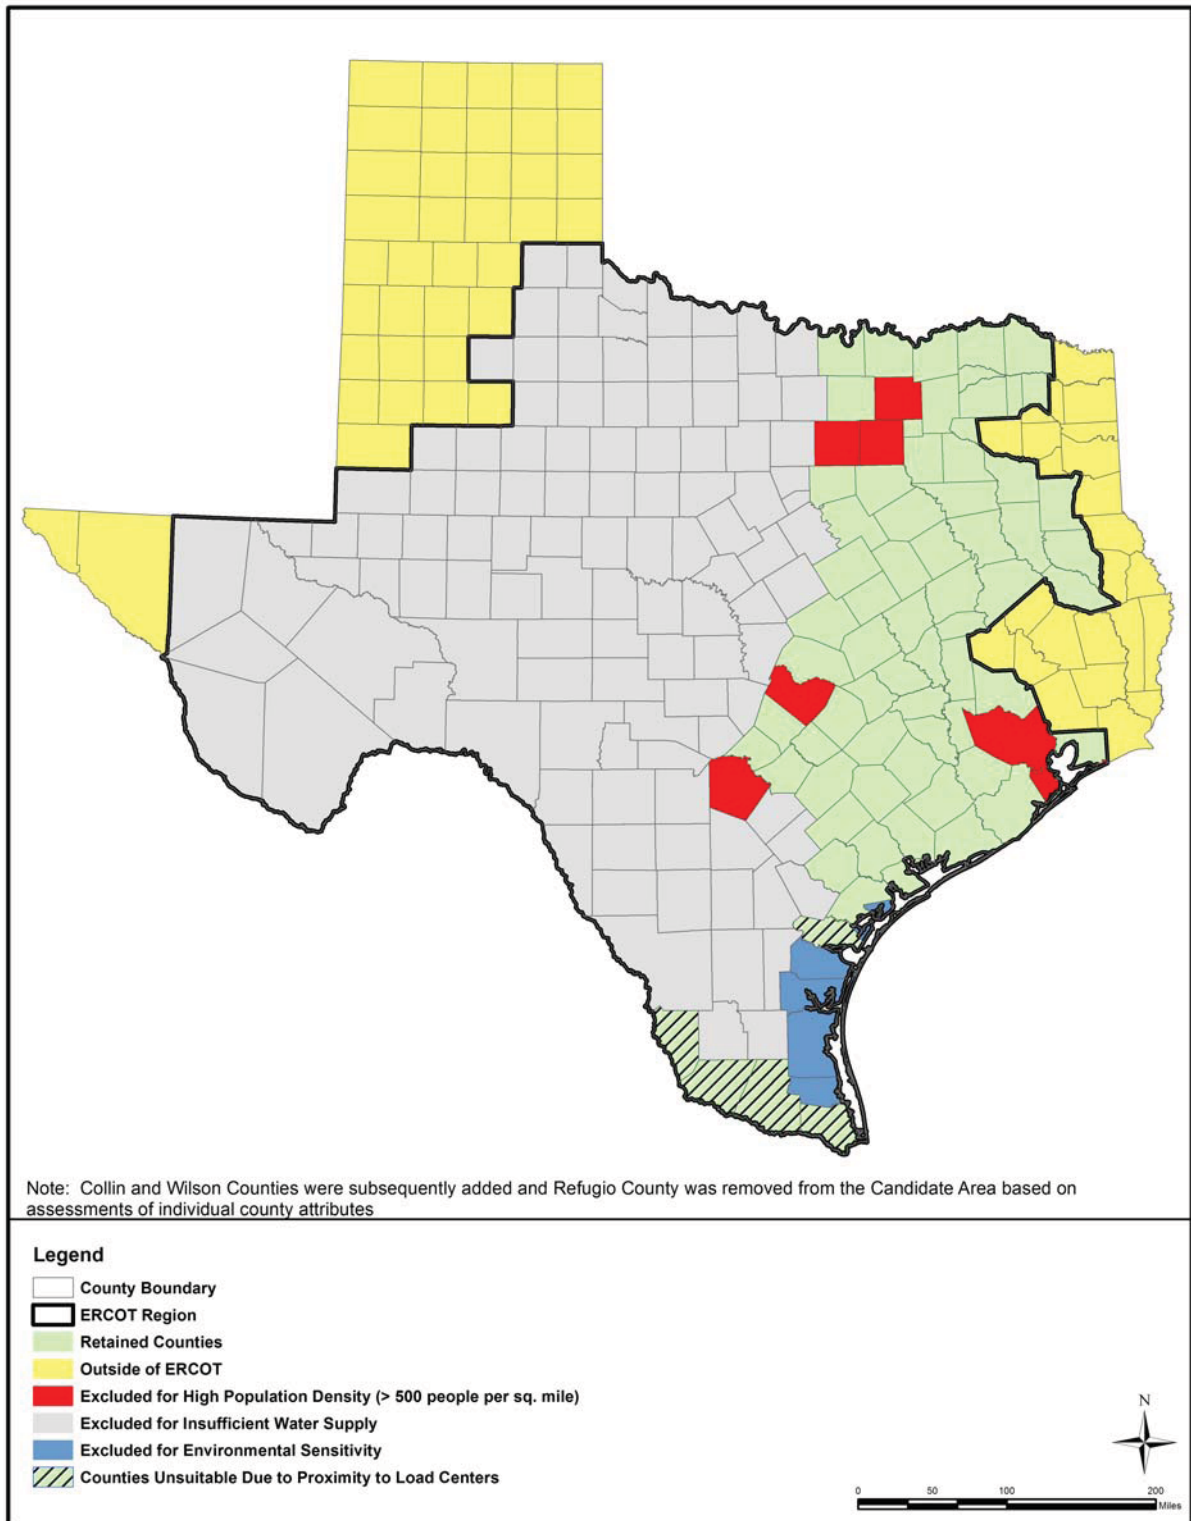 Note: Collin and Wilson Counties were subsequently added and Refugio County was removed from the Candidate Area based on
assessments of individual county attributes
Legend
County Boundary
ERCOT Region
Retained Counties
Outside of ERCOT
Excluded for High Population Density (> 500 people per sq. mile)
Excluded for Insufficient Water Supply
Excluded for Environmental Sensitivity
Counties Unsuitable Due to Proximity to Load Centers
N
0 50 100 200
Miles